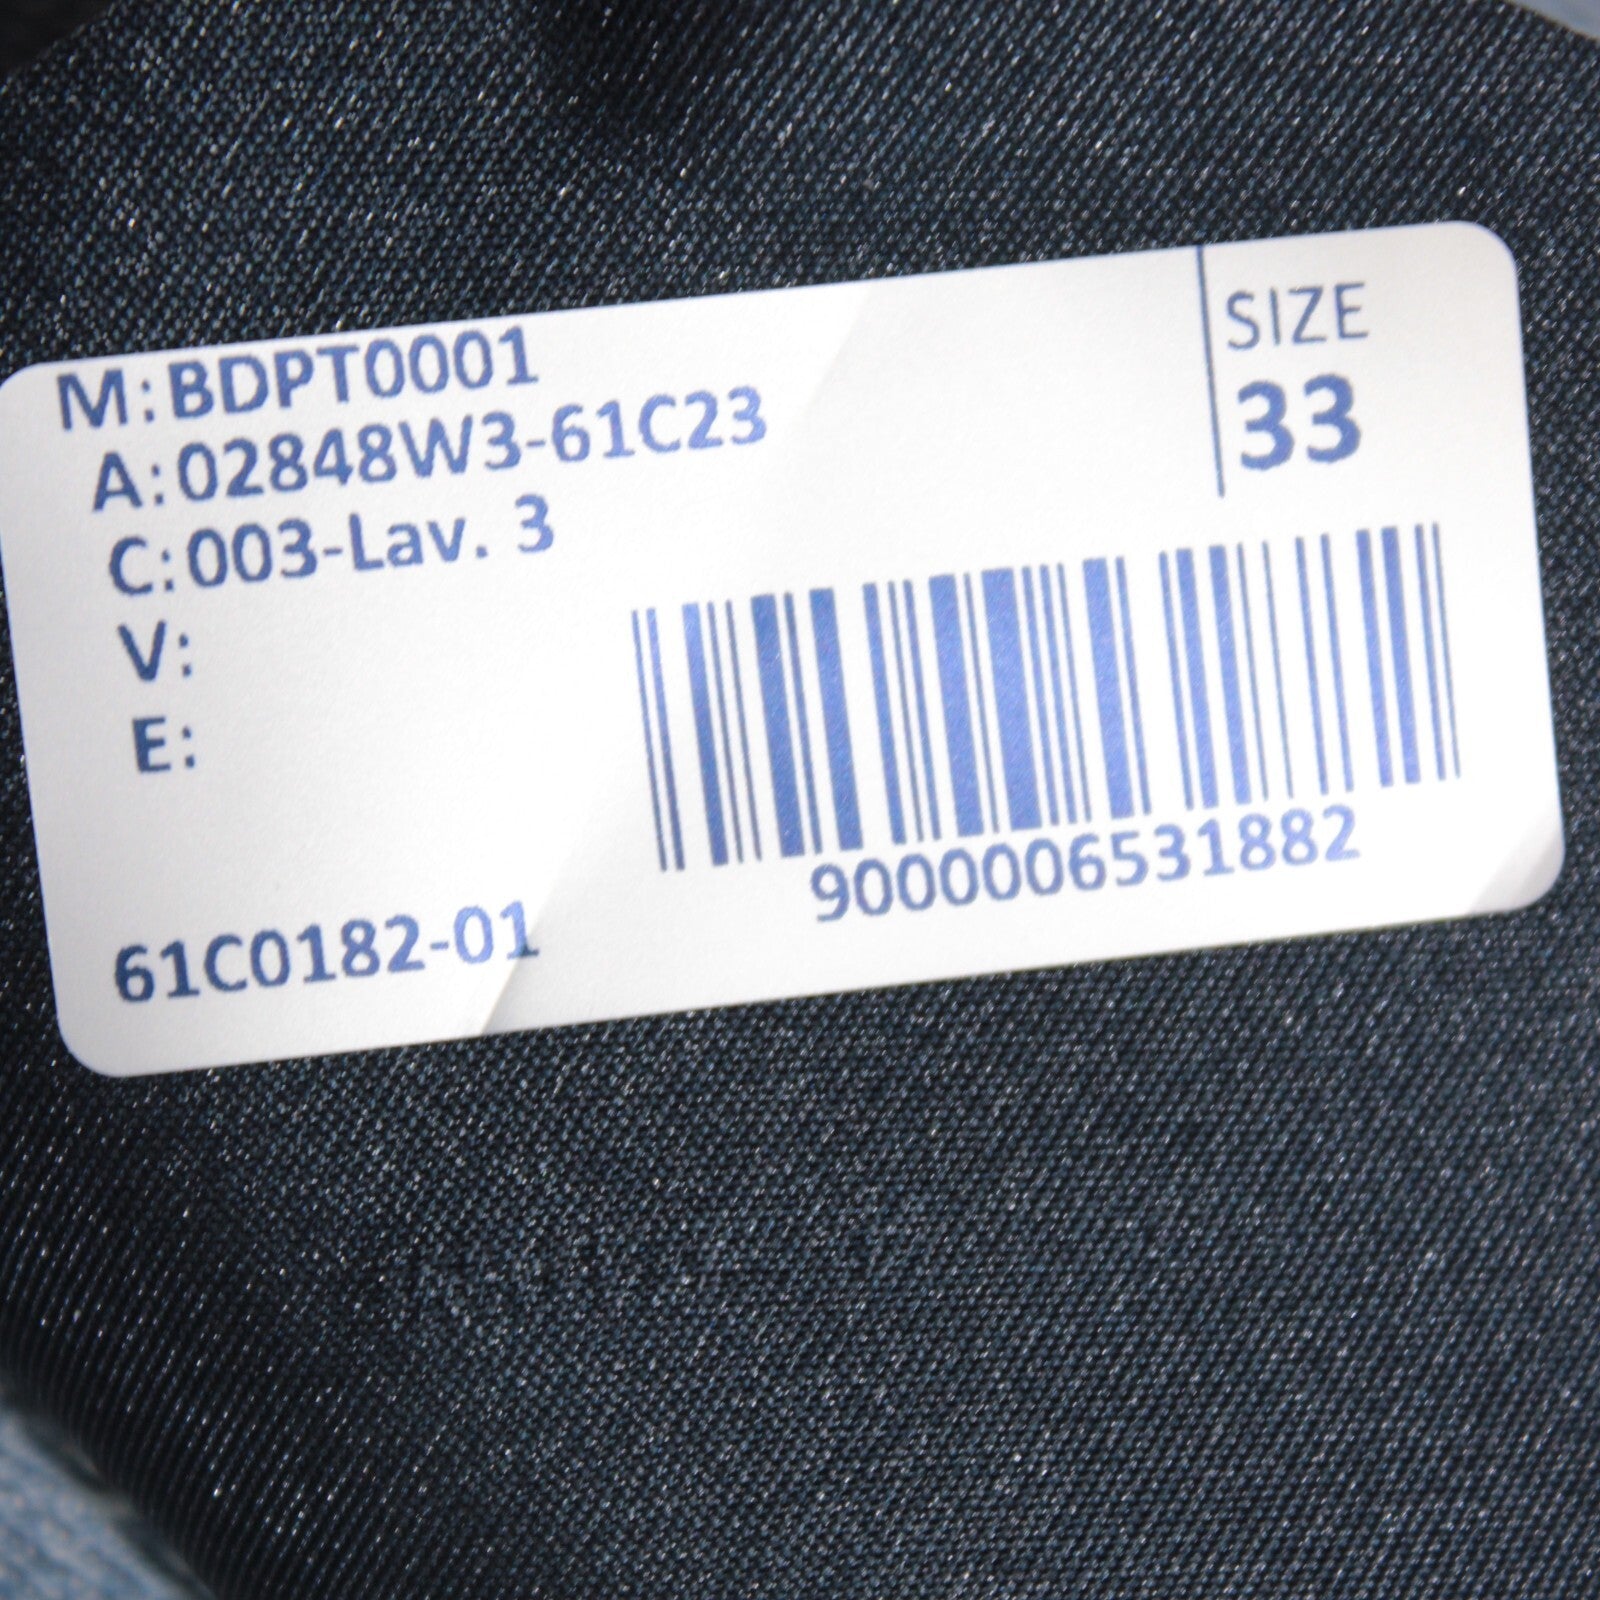 M:BDPT0001
A:02848W3-61C23
C:003-Lav. 3
V:
E:
SIZE
33
9000006531882
61C0182-01